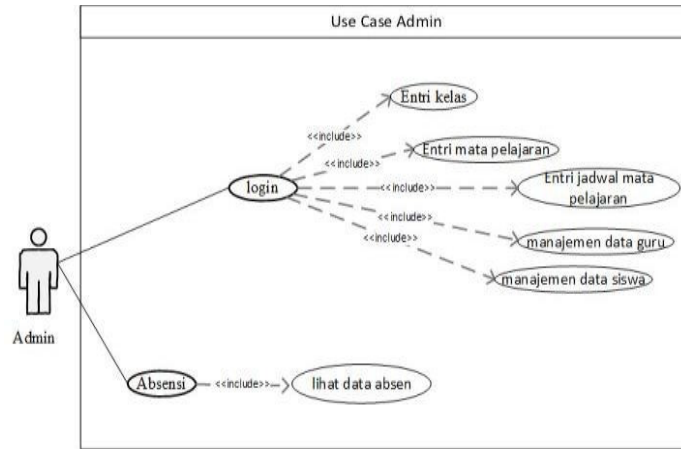 Use Case Admin
Entri kelas
<<include>>
Entri mata pelajaran
<<include>>
login
<<include>>
Entri jadwal mata
pelajaran
<<include>>
manajemen data guru
<<include>>
manajemen data siswa
Admin
Absensi
<<include>>
lihat data absen